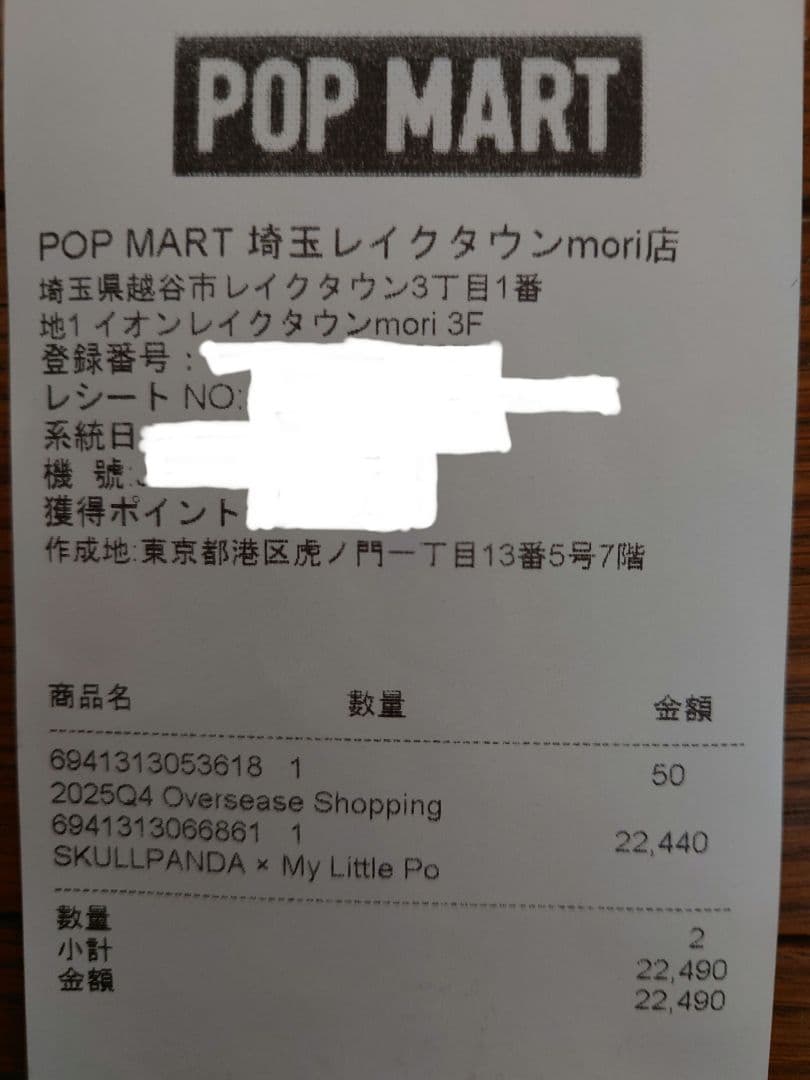 POP MART
POP MART 埼玉レイクタウンmori店
埼玉県越谷市レイクタウン3丁目1番
地1 イオンレイクタウンmori 3F
登録番号:
レシート NO:
系統日
機 號:
獲得ポイント
作成地:東京都港区虎ノ門一丁目13番5号7階
商品名 數量 金額
6941313053618 1 50
2025Q4 Oversease Shopping
6941313066861 1 22,440
SKULLPANDA × My Little Po
數量 2
小計 22,490
金額 22,490